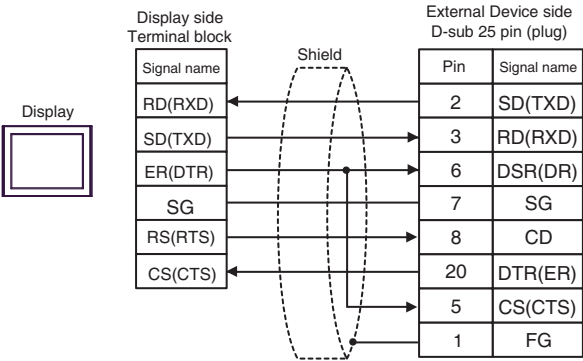 Display side
Terminal block
External Device side
D-sub 25 pin (plug)
Shield
Display
Signal name
Pin Signal name
RD(RXD) 2 SD(TXD)
SD(TXD) 3 RD(RXD)
ER(DTR) 6 DSR(DR)
SG 7 SG
RS(RTS) 8 CD
CS(CTS) 20 DTR(ER)
5 CS(CTS)
1 FG